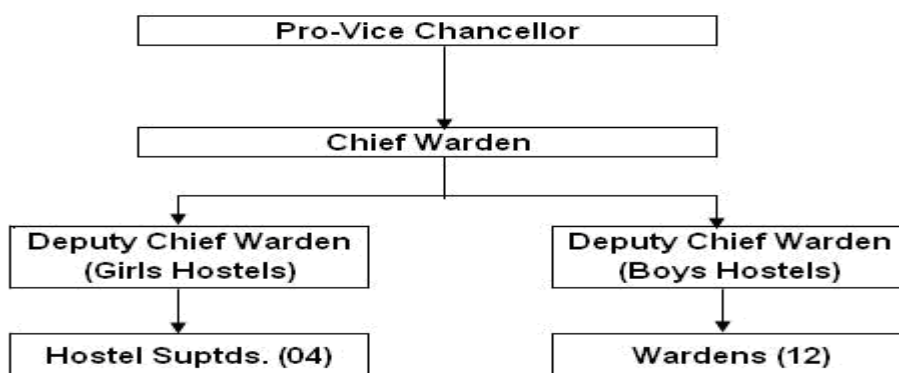 Pro-Vice Chancellor
Chief Warden
Deputy Chief Warden
(Girls Hostels)
Deputy Chief Warden
(Boys Hostels)
Hostel Suptds. (04)
Wardens (12)